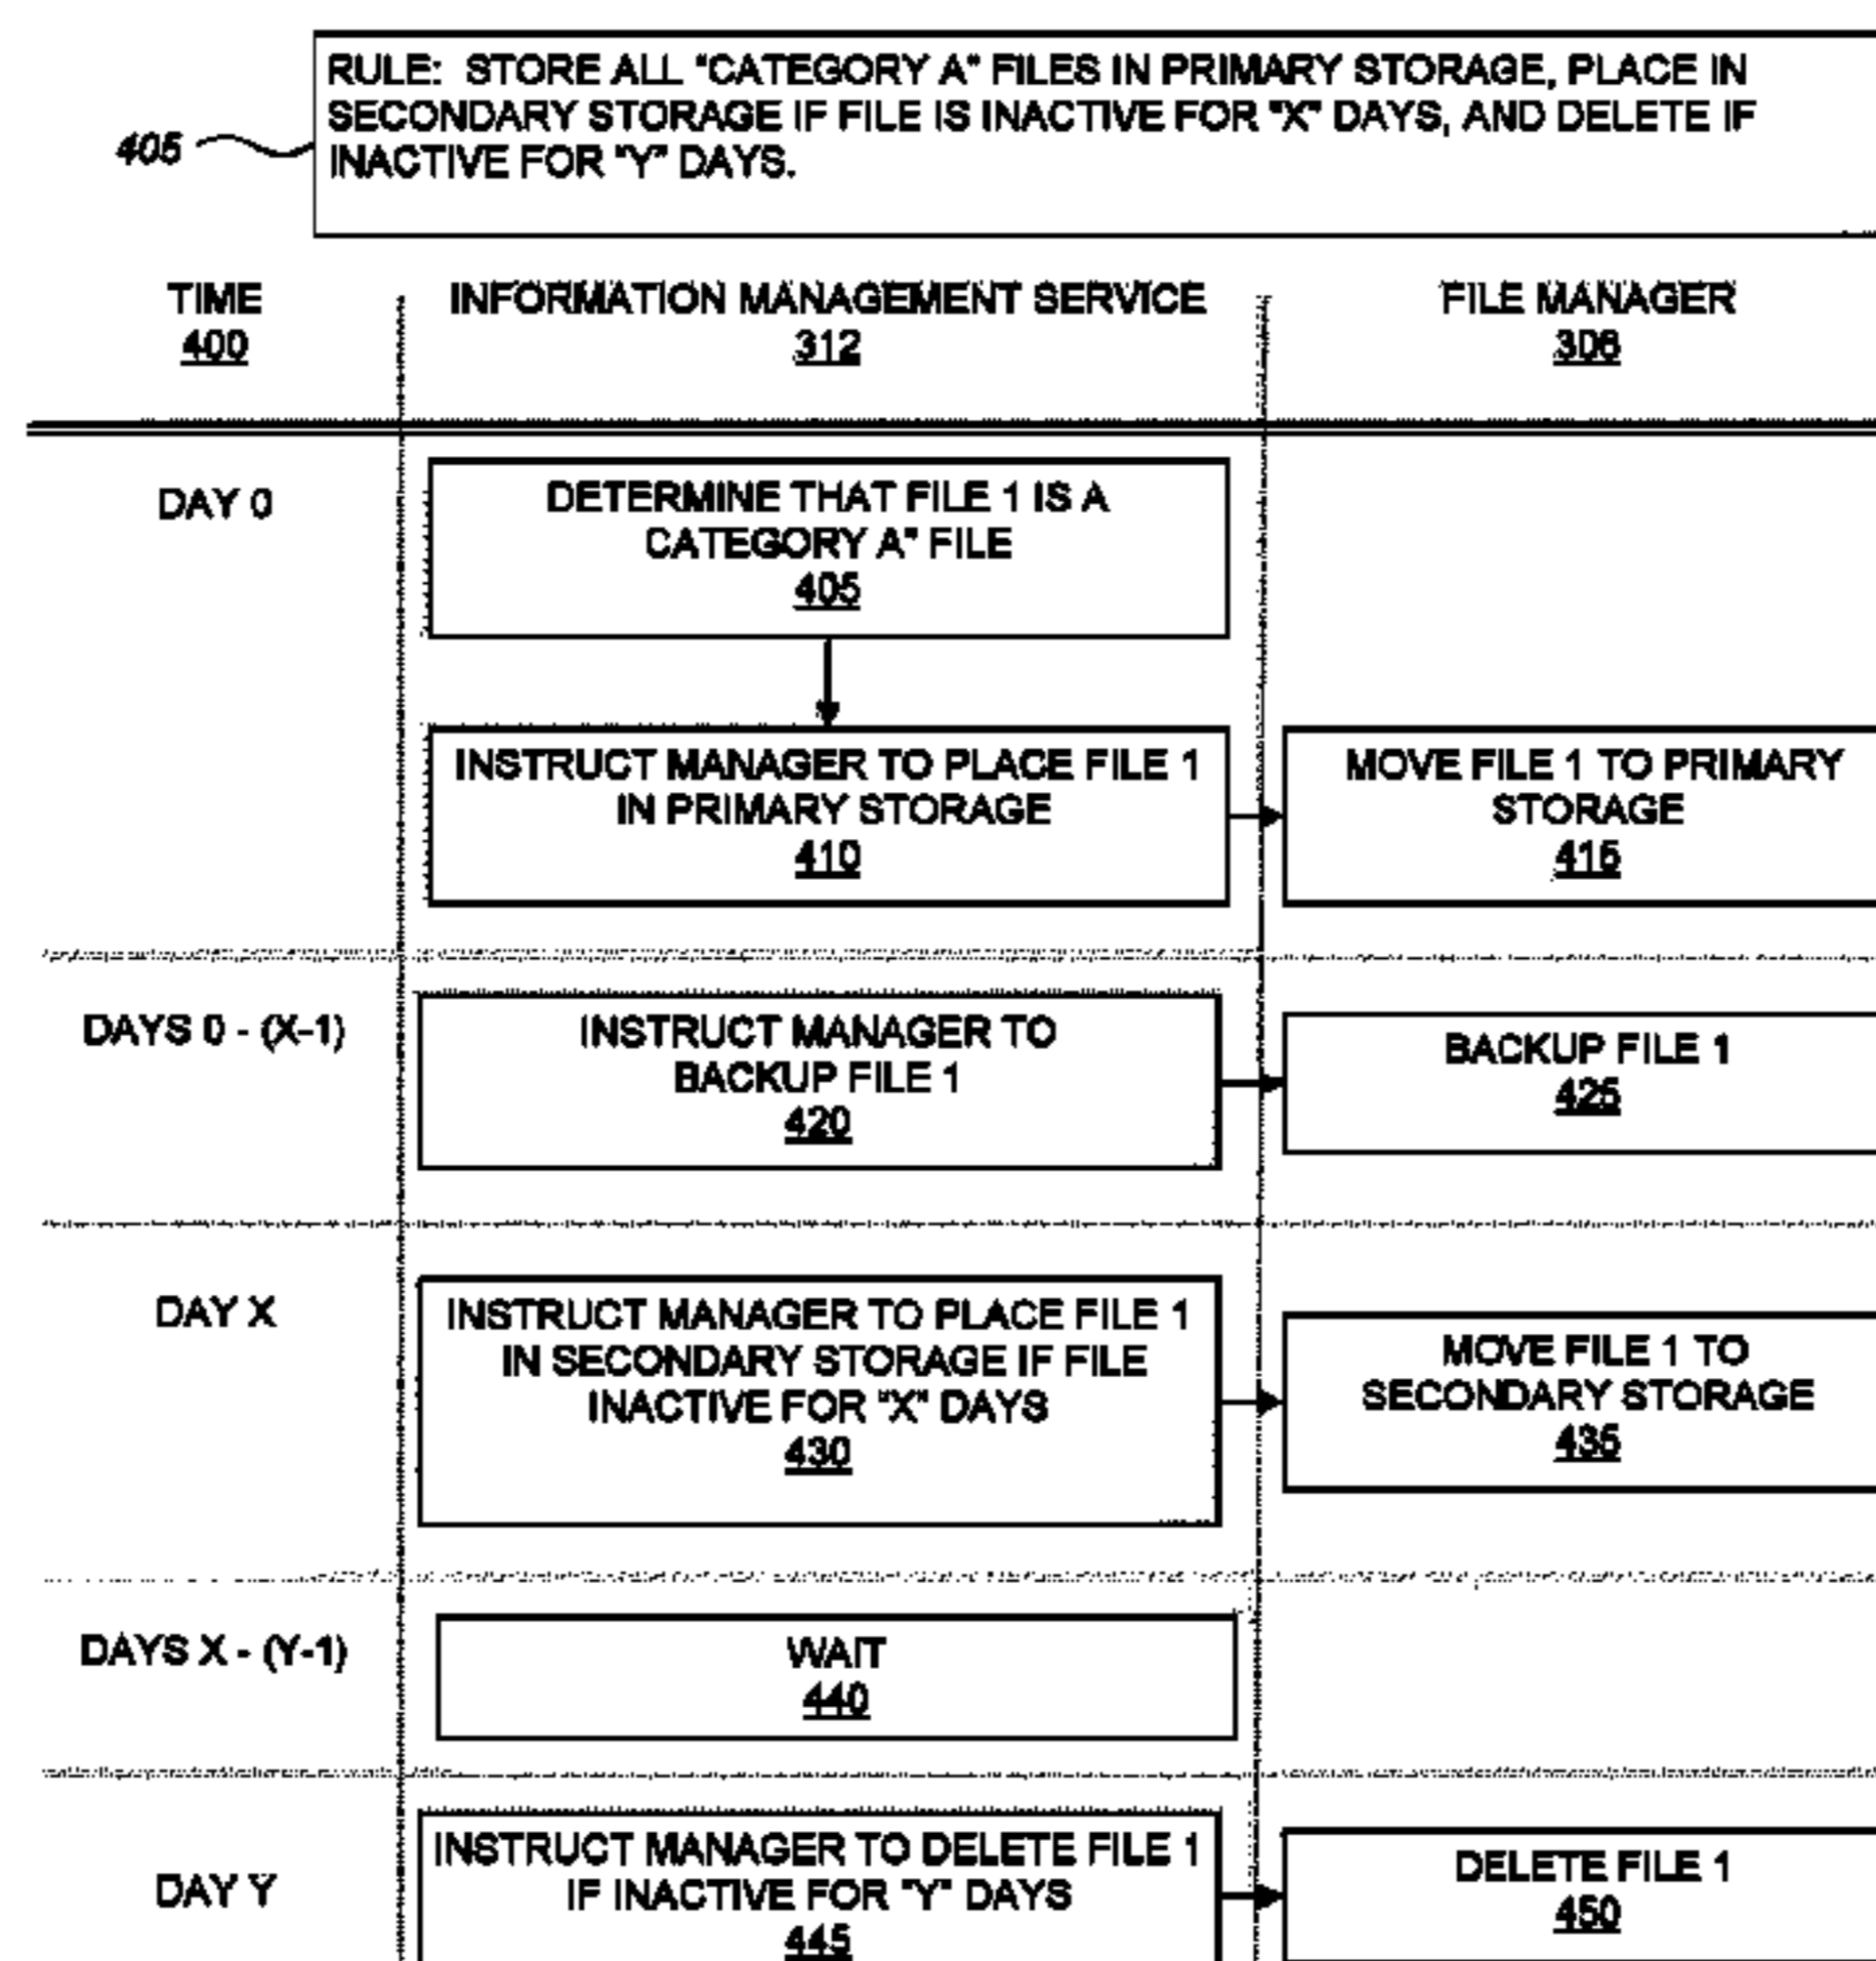 RULE: STORE ALL "CATEGORY A" FILES IN PRIMARY STORAGE, PLACE IN
SECONDARY STORAGE IF FILE IS INACTIVE FOR "X" DAYS, AND DELETE IF
INACTIVE FOR "Y" DAYS.
405
TIME
400
INFORMATION MANAGEMENT SERVICE
312
FILE MANAGER
306
DAY 0
DETERMINE THAT FILE 1 IS A
CATEGORY A" FILE
405
INSTRUCT MANAGER TO PLACE FILE 1
IN PRIMARY STORAGE
410
MOVE FILE 1 TO PRIMARY
STORAGE
415
DAYS 0 - (X-1)
INSTRUCT MANAGER TO
BACKUP FILE 1
420
BACKUP FILE 1
425
DAY X
INSTRUCT MANAGER TO PLACE FILE 1
IN SECONDARY STORAGE IF FILE
INACTIVE FOR "X" DAYS
430
MOVE FILE 1 TO
SECONDARY STORAGE
435
DAYS X - (Y-1)
WAIT
440
DAY Y
INSTRUCT MANAGER TO DELETE FILE 1
IF INACTIVE FOR "Y" DAYS
445
DELETE FILE 1
450